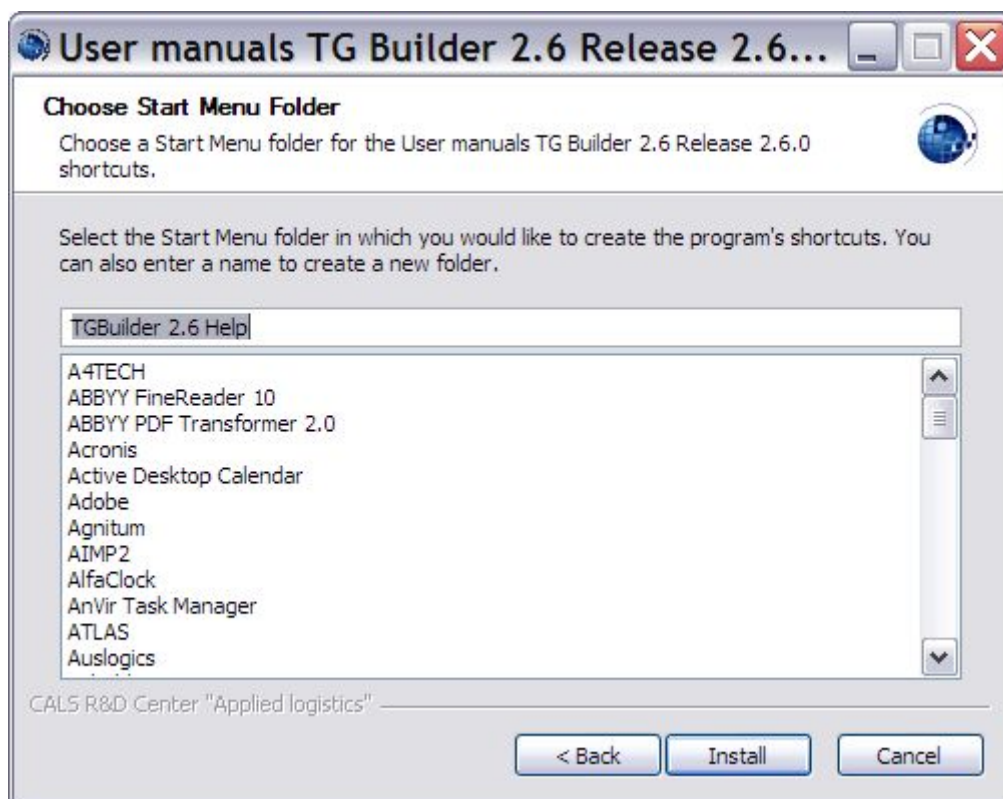 User manuals TG Builder 2.6 Release 2.6...
Choose Start Menu Folder
Choose a Start Menu folder for the User manuals TG Builder 2.6 Release 2.6.0
shortcuts.
Select the Start Menu folder in which you would like to create the program's shortcuts. You
can also enter a name to create a new folder.
TGBuilder 2.6 Help
A4TECH
ABBYY FineReader 10
ABBYY PDF Transformer 2.0
Acronis
Active Desktop Calendar
Adobe
Agnitum
AIMP2
AlfaClock
AnVir Task Manager
ATLAS
Auslogics
CALS R&D Center "Applied logistics"
< Back
Install
Cancel